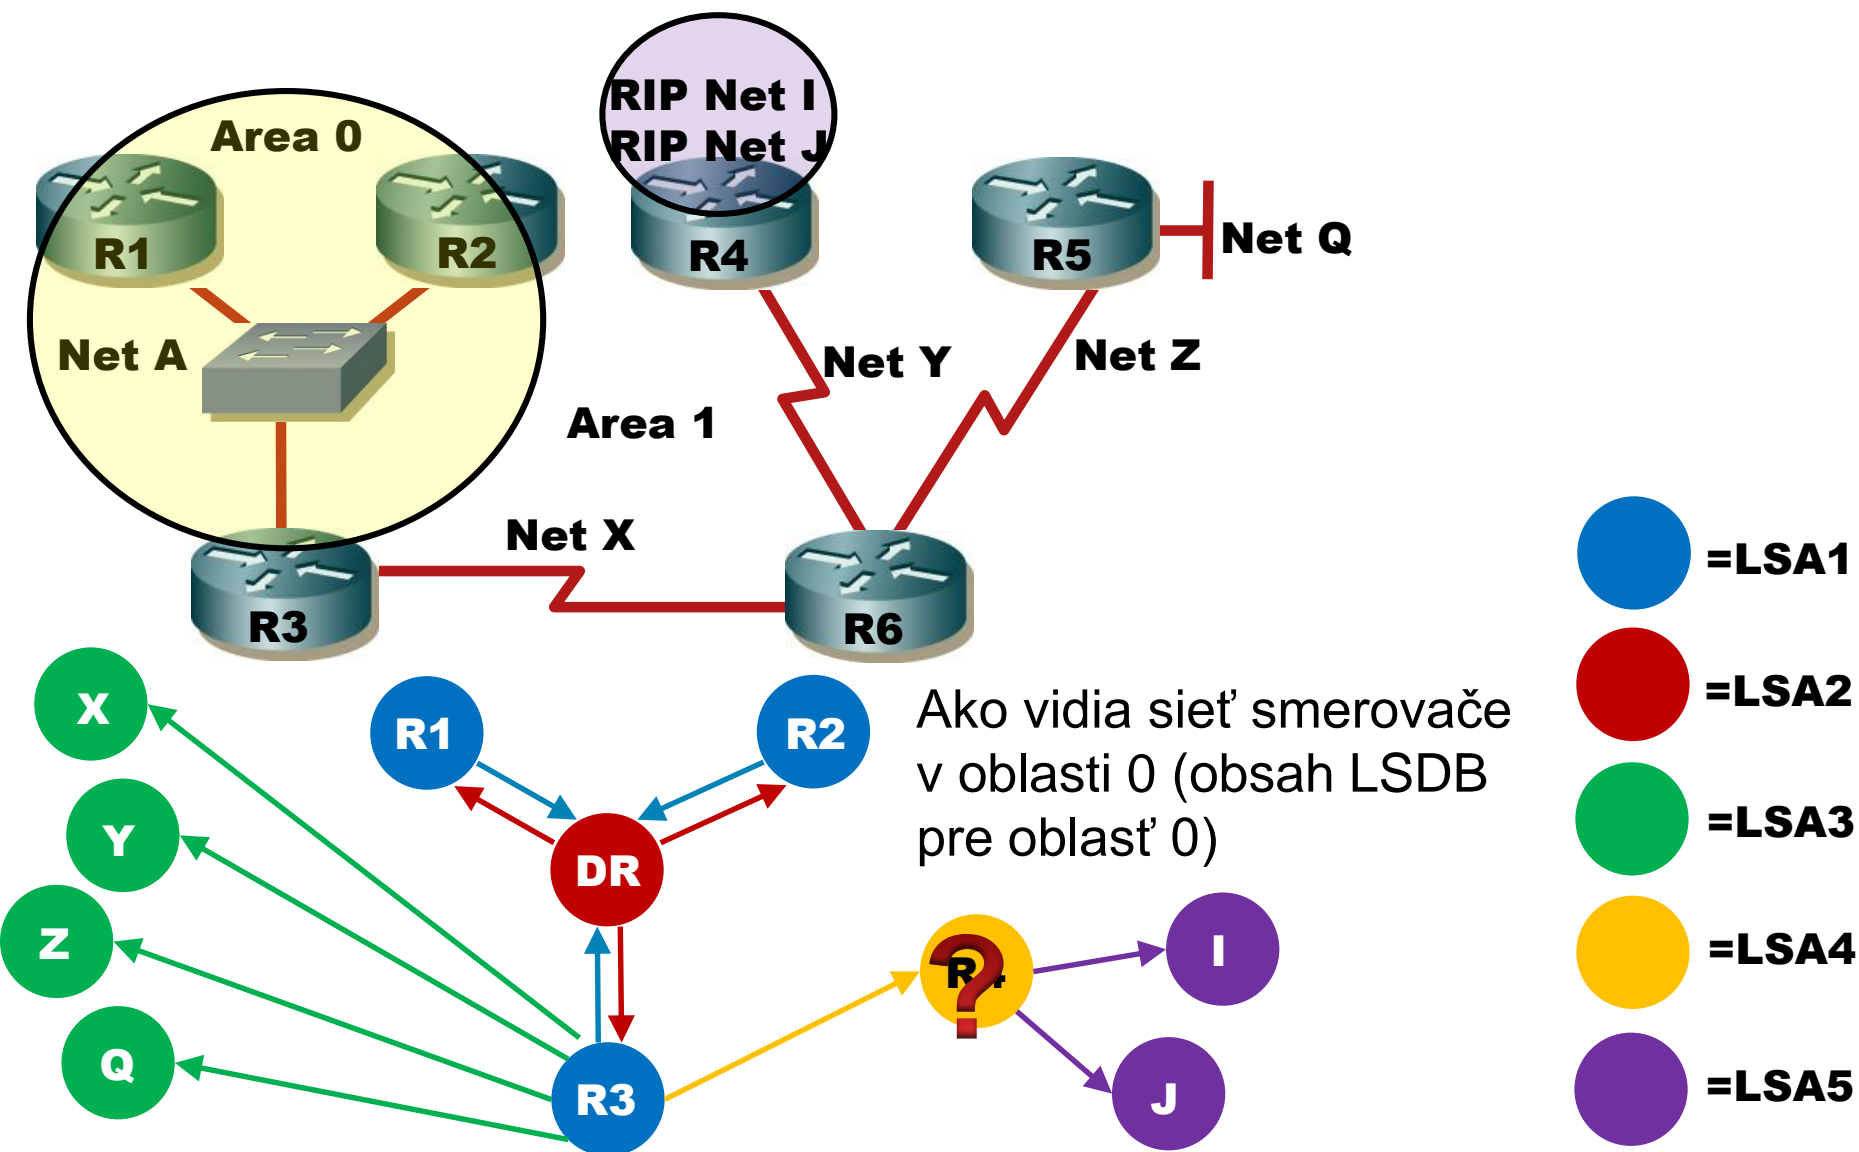 RIP Net I
RIP Net J
Area 0
R1
R2
R4
R5
Net Q
Net A
Net Y
Net Z
Area 1
Net X
R3
R6
=LSA1
=LSA2
=LSA3
=LSA4
=LSA5
X
Y
Z
Q
R1
R2
DR
R3
Ako vidia sieť smerovače
v oblasti 0 (obsah LSDB
pre oblasť 0)
R4
?
I
J